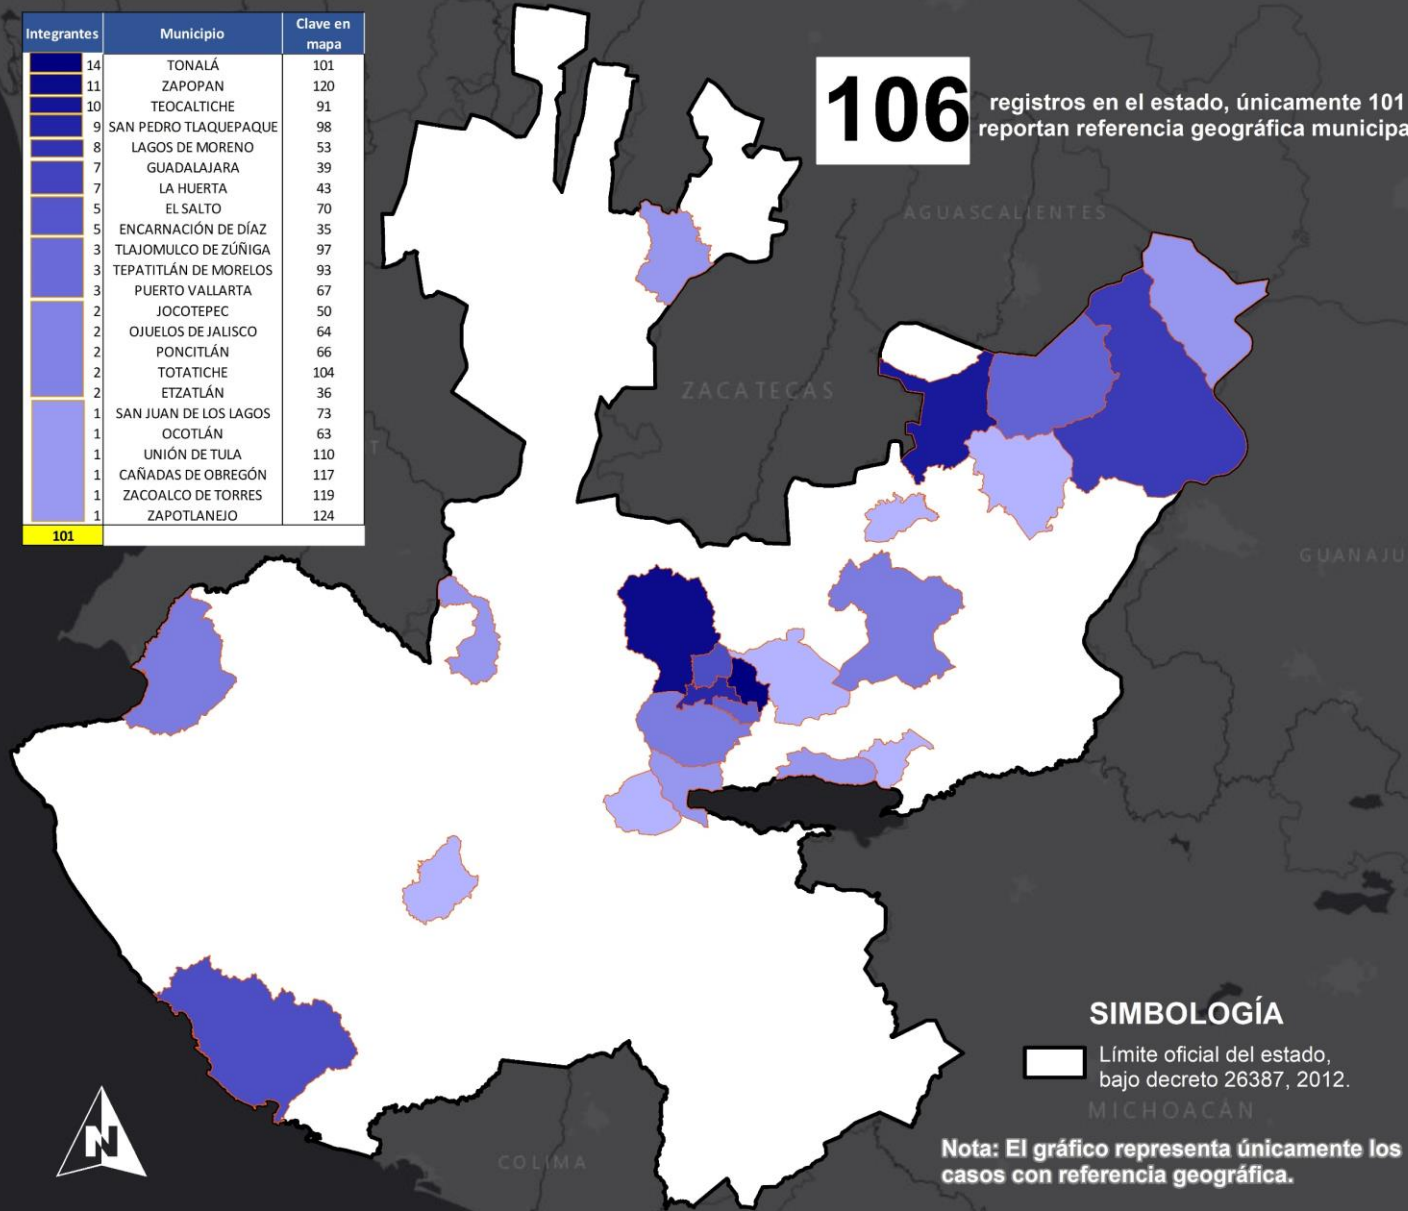 Integrantes Municipio Clave en mapa
14 TONALÁ 101
11 ZAPOPAN 120
10 TEOCALTICHE 91
9 SAN PEDRO TLAQUEPAQUE 98
8 LAGOS DE MORENO 53
7 GUADALAJARA 39
7 LA HUERTA 43
5 EL SALTO 70
5 ENCARNACIÓN DE DÍAZ 35
3 TLAJOMULCO DE ZÚÑIGA 97
3 TEPATITLÁN DE MORELOS 93
3 PUERTO VALLARTA 67
2 JOCOTEPEC 50
2 OJUELOS DE JALISCO 64
2 PONCITLÁN 66
2 TOTATICHE 104
2 ETZATLÁN 36
1 SAN JUAN DE LOS LAGOS 73
1 OCOTLÁN 63
1 UNIÓN DE TULA 110
1 CAÑADAS DE OBREGÓN 117
1 ZACOALCO DE TORRES 119
1 ZAPOTLANEJO 124
101
106 registros en el estado, únicamente 101
reportan referencia geográfica municipa
AGUASCALIENTES
ZACATECAS
T
GUANAJU
SIMBOLOGÍA
Límite oficial del estado,
bajo decreto 26387, 2012.
MICHOACÁN
Nota: El gráfico representa únicamente los
casos con referencia geográfica.
COLIMA
N